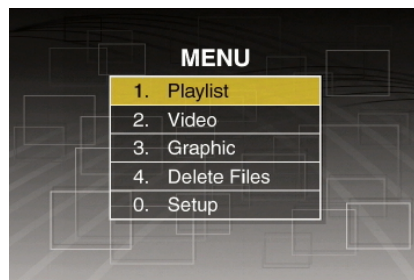 MENU
1. Playlist
2. Video
3. Graphic
4. Delete Files
0. Setup